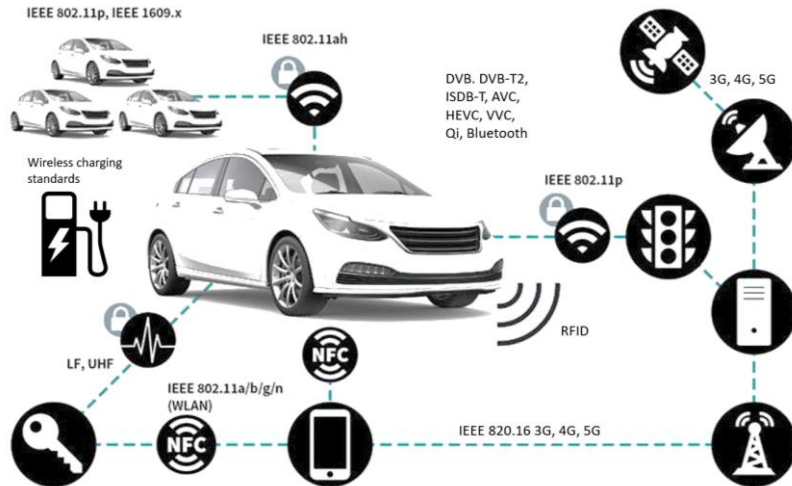 IEEE 802.11p, IEEE 1609.x
IEEE 802.11ah
3G, 4G, 5G
DVB. DVB-T2,
ISDB-T, AVC,
HEVC, VVC,
Qi, Bluetooth
Wireless charging
standards
IEEE 802.11p
RFID
LF, UHF
NFC
IEEE 802.11a/b/g/n
(WLAN)
NFC
IEEE 820.16 3G, 4G, 5G